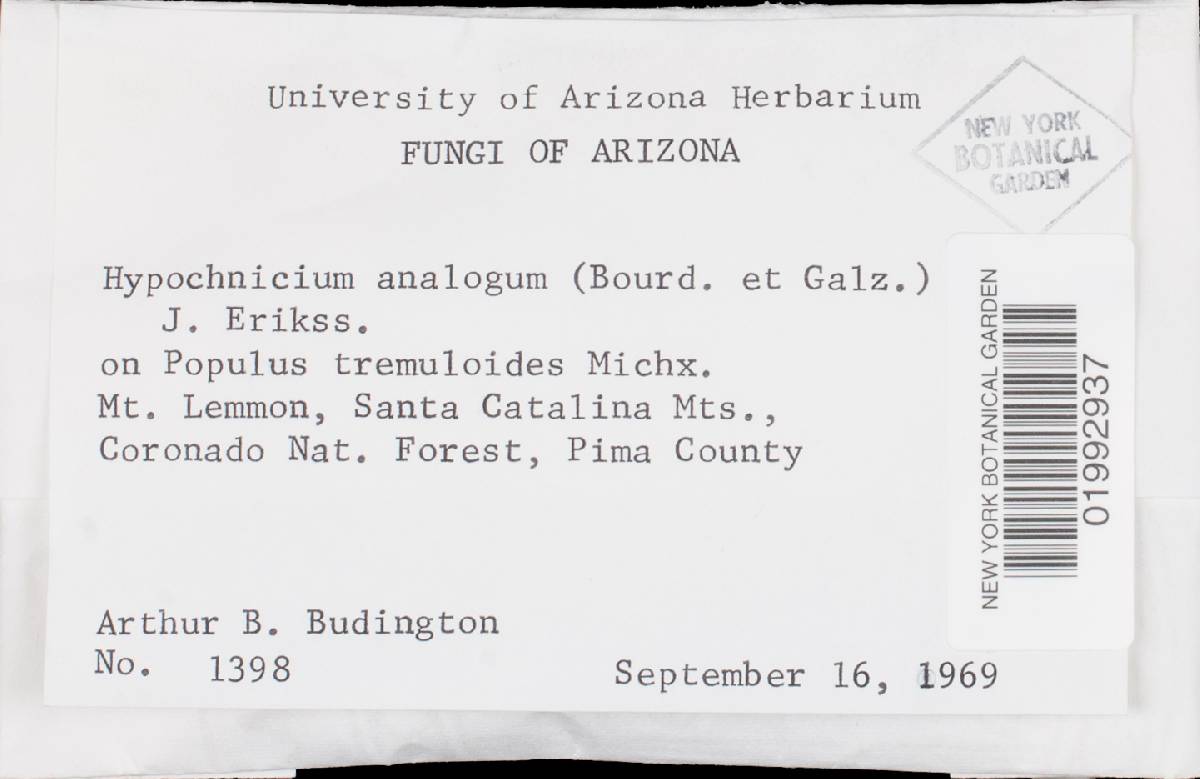 University of Arizona Herbarium
FUNGI OF ARIZONA
NEW YORK
BOTANICAL
GARDEN
Hypochnicium analogum (Bourd. et Galz.)
J. Erikss.
on Populus tremuloides Michx.
Mt. Lemmon, Santa Catalina Mts.,
Coronado Nat. Forest, Pima County
NEW YORK BOTANICAL GARDEN
01992937
Arthur B. Budington
No. 1398
September 16, 1969